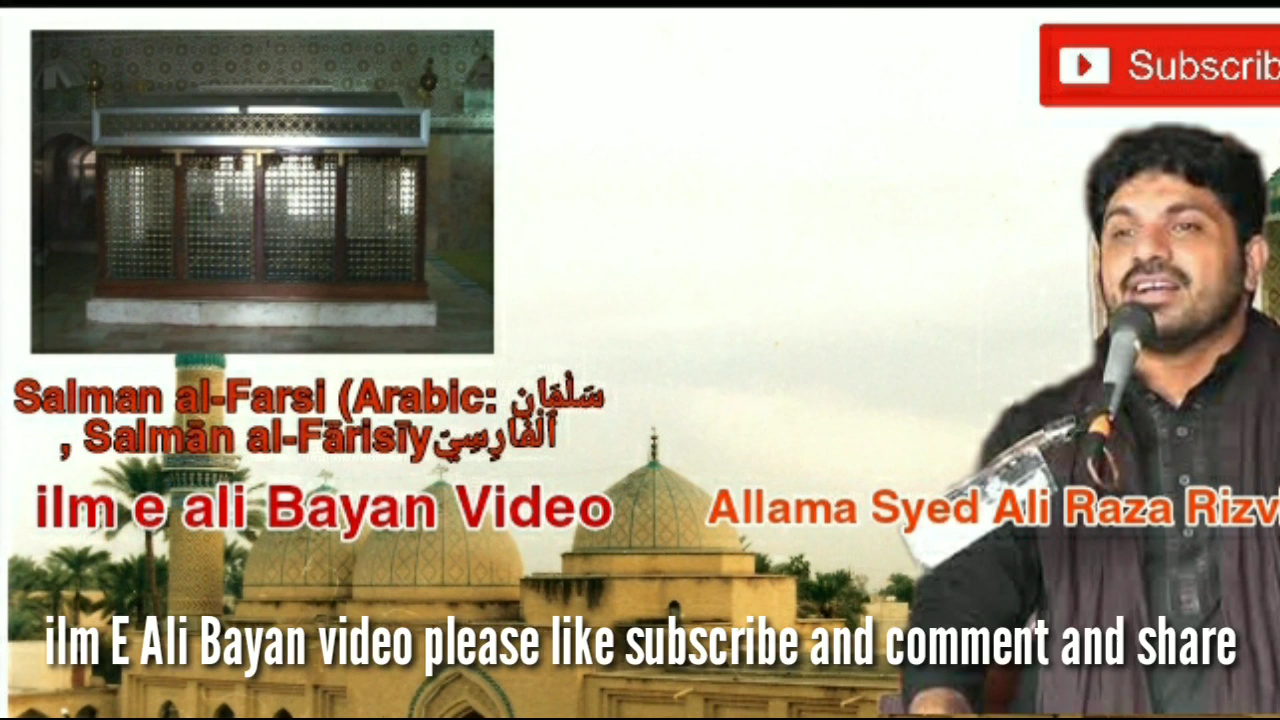 Subscrib
Salman al-Farsi (Arabic: سَلْمَان
, Salmān al-Fārisīy ٱلْفَارِسِيّ
ilm e ali Bayan Video
Allama Syed Ali Raza Rizv
ilm E Ali Bayan video please like subscribe and comment and share